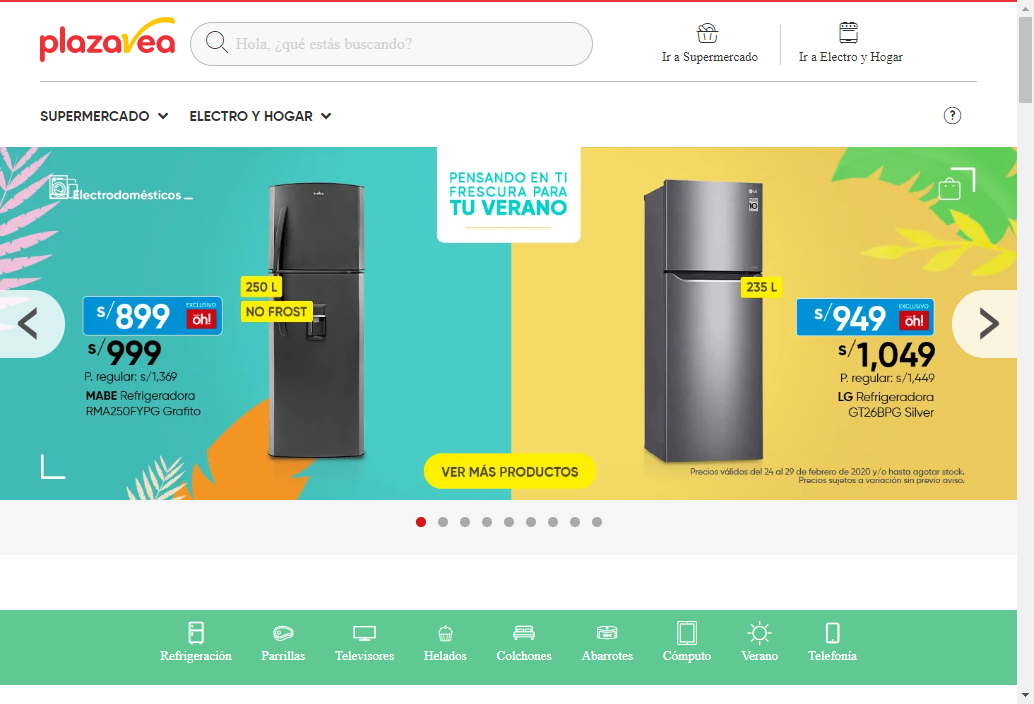 plazavea
Hola, ¿qué estás buscando?
Ir a Supermercado
Ir a Electro y Hogar
SUPERMERCADO
ELECTRO Y HOGAR
?
Electrodomésticos
PENSANDO EN TI
FRESCURA PARA
TU VERANO
250 L
NO FROST
S/899 EXCLUSIVO oh!
S/999
P. regular: s/1,369
MABE Refrigeradora
RMA250FYPG Grafito
LG
235 L
S/949 EXCLUSIVO oh!
S/1,049
P. regular: s/1,449
LG Refrigeradora
GT26BPG Silver
VER MÁS PRODUCTOS
Precios válidos del 24 al 29 de febrero de 2020 y/o hasta agotar stock.
Precios sujetos a variación sin previo aviso.
Refrigeración
Parrillas
Televisores
Helados
Colchones
Abarrotes
Cómputo
Verano
Telefonía